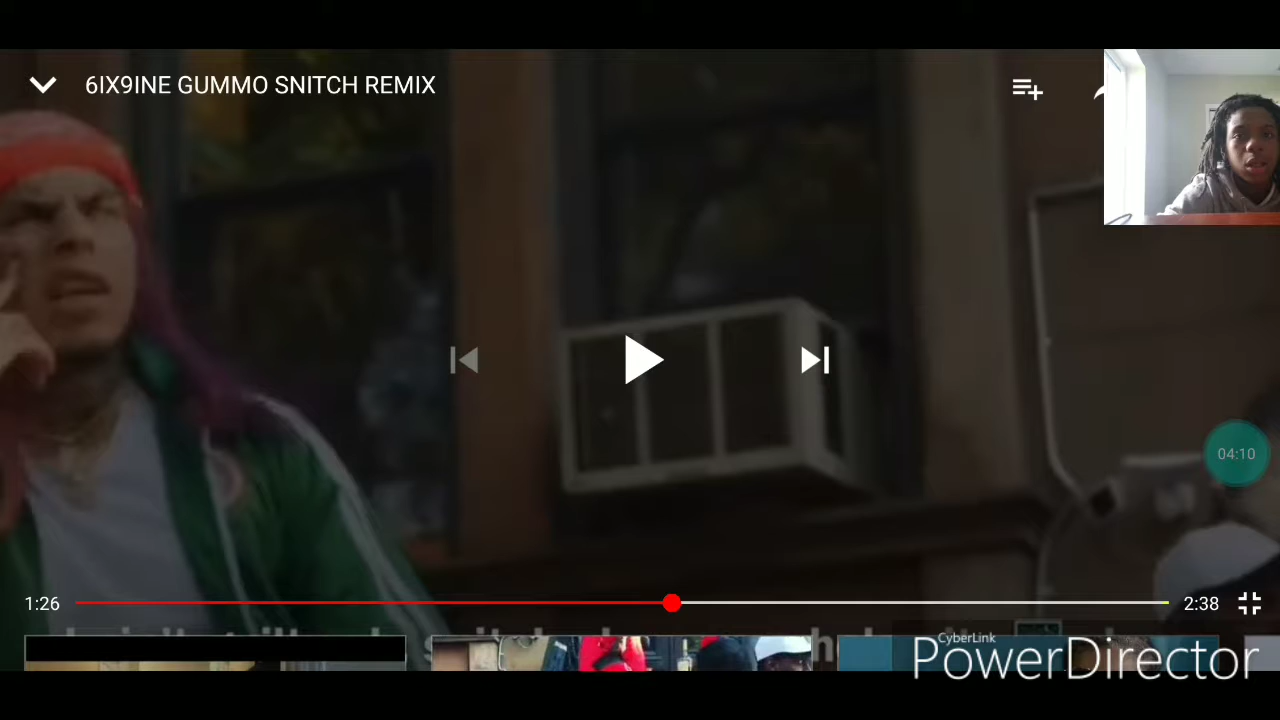 6IX9INE GUMMO SNITCH REMIX
04:10
1:26
2:38
CyberLink
PowerDirector